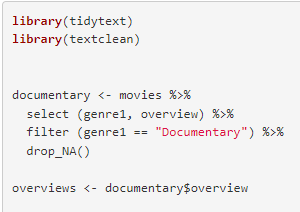 library(tidytext)
library(textclean)
documentary <- movies %>%
select (genre1, overview) %>%
filter (genre1 == "Documentary") %>%
drop_NA()
overviews <- documentary$overview